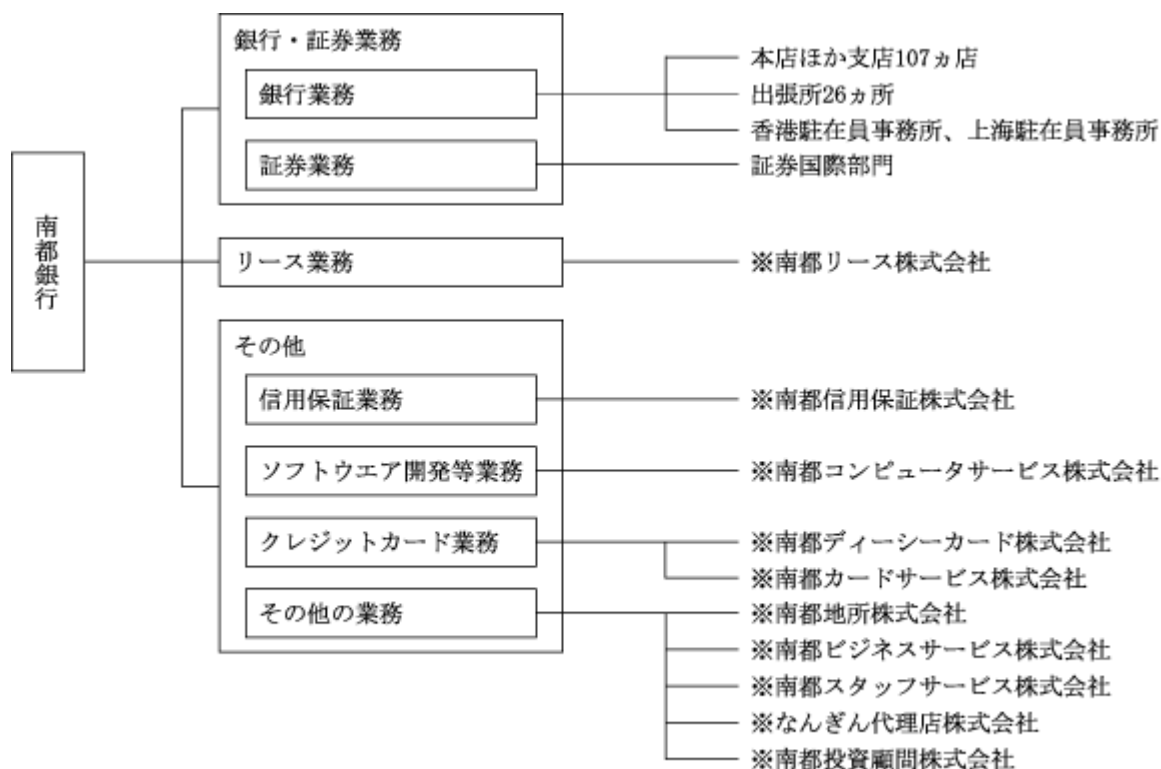 南都銀行
銀行・証券業務
銀行業務
本店ほか支店107ヵ店
出張所26ヵ所
香港駐在員事務所、上海駐在員事務所
証券業務
証券国際部門
リース業務
※南都リース株式会社
その他
信用保証業務
※南都信用保証株式会社
ソフトウエア開発等業務
※南都コンピュータサービス株式会社
クレジットカード業務
※南都ディーシーカード株式会社
※南都カードサービス株式会社
その他の業務
※南都地所株式会社
※南都ビジネスサービス株式会社
※南都スタッフサービス株式会社
※なんぎん代理店株式会社
※南都投資顧問株式会社